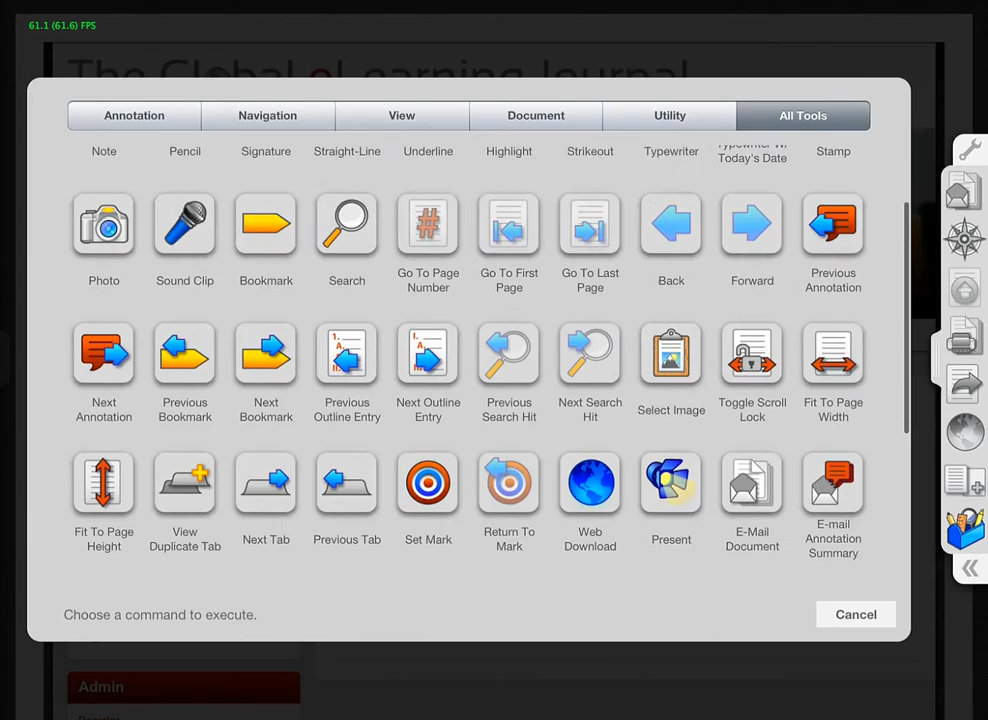 61.1 (61.6) FPS
The Global eLearning Journal
Annotation Navigation View Document Utility All Tools
Note Pencil Signature Straight-Line Underline Highlight Strikeout Typewriter Typewriter W/ Today's Date Stamp
Photo Sound Clip Bookmark Search Go To Page Number Go To First Page Go To Last Page Back Forward Previous Annotation
Next Annotation Previous Bookmark Next Bookmark Previous Outline Entry Next Outline Entry Previous Search Hit Next Search Hit Select Image Toggle Scroll Lock Fit To Page Width
Fit To Page Height View Duplicate Tab Next Tab Previous Tab Set Mark Return To Mark Web Download Present E-Mail Document E-mail Annotation Summary
Choose a command to execute.
Cancel
Admin